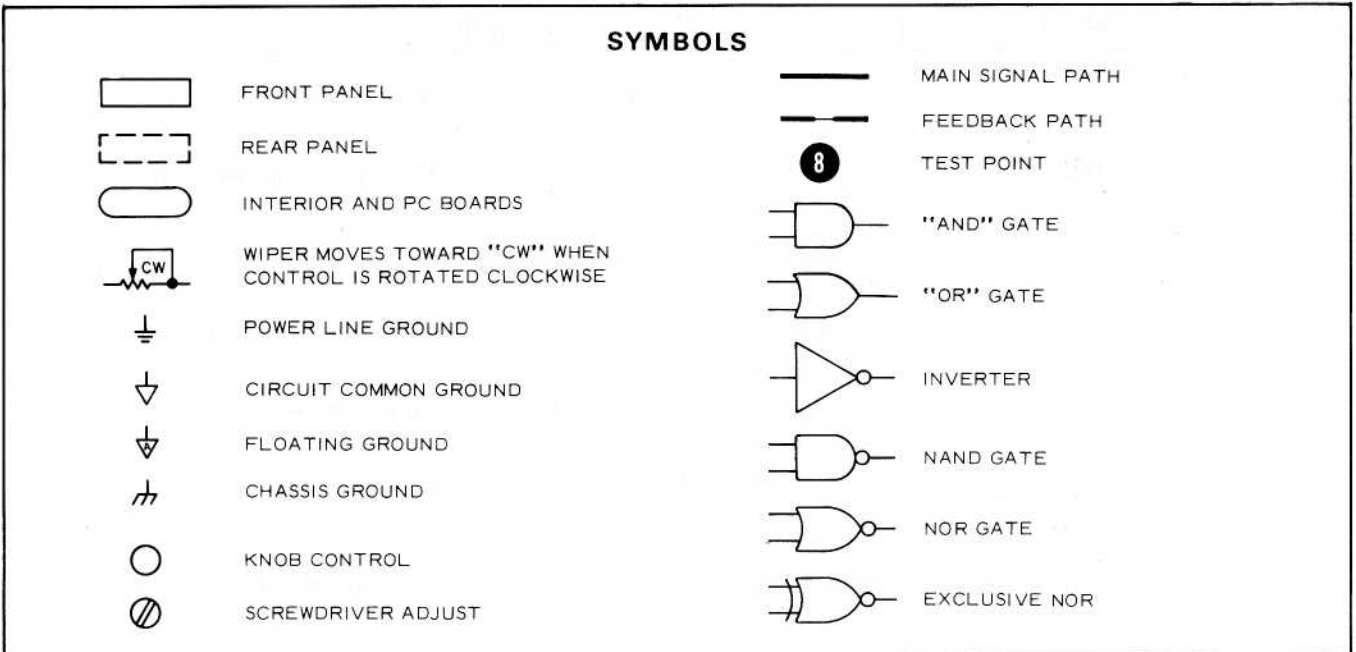 SYMBOLS
FRONT PANEL
REAR PANEL
INTERIOR AND PC BOARDS
CW
WIPER MOVES TOWARD "CW" WHEN
CONTROL IS ROTATED CLOCKWISE
POWER LINE GROUND
CIRCUIT COMMON GROUND
A
FLOATING GROUND
CHASSIS GROUND
KNOB CONTROL
SCREWDRIVER ADJUST
MAIN SIGNAL PATH
FEEDBACK PATH
8
TEST POINT
"AND" GATE
"OR" GATE
INVERTER
NAND GATE
NOR GATE
EXCLUSIVE NOR